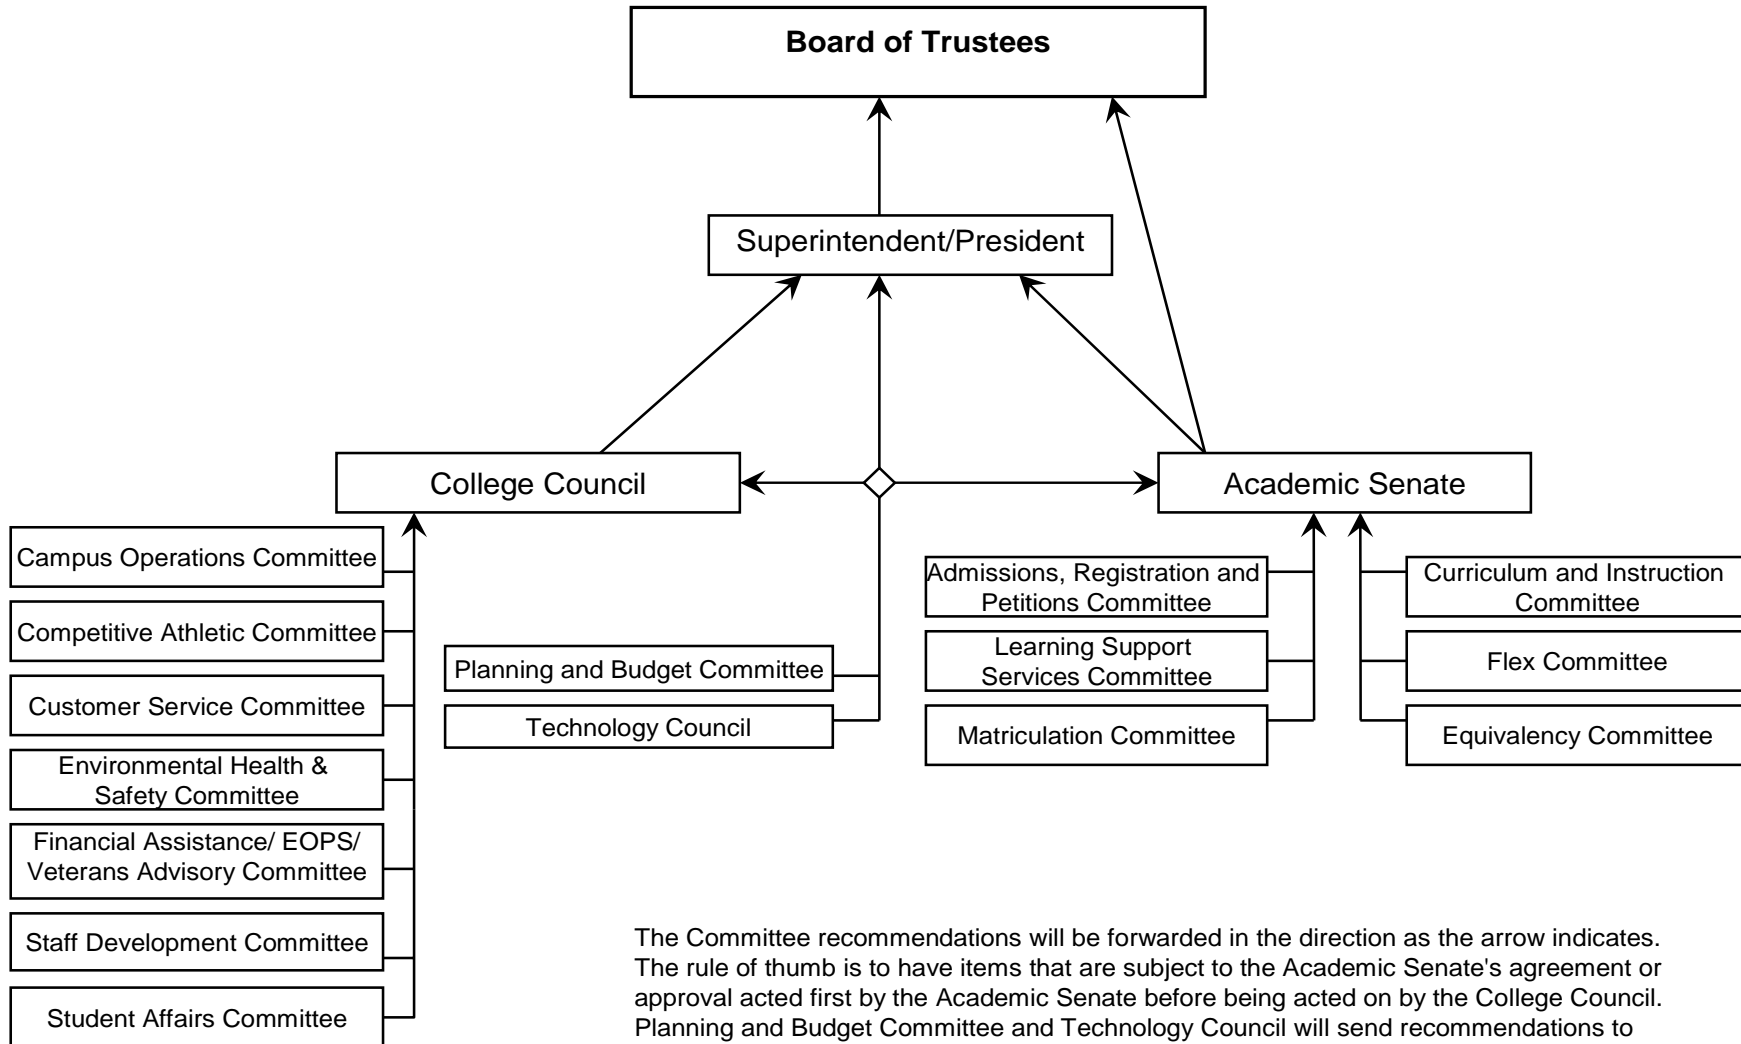 Board of Trustees
Superintendent/President
College Council
Academic Senate
Campus Operations Committee
Competitive Athletic Committee
Customer Service Committee
Environmental Health &
Safety Committee
Financial Assistance/ EOPS/
Veterans Advisory Committee
Staff Development Committee
Student Affairs Committee
Planning and Budget Committee
Technology Council
Admissions, Registration and
Petitions Committee
Learning Support
Services Committee
Matriculation Committee
Curriculum and Instruction
Committee
Flex Committee
Equivalency Committee
The Committee recommendations will be forwarded in the direction as the arrow indicates.
The rule of thumb is to have items that are subject to the Academic Senate's agreement or
approval acted first by the Academic Senate before being acted on by the College Council.
Planning and Budget Committee and Technology Council will send recommendations to